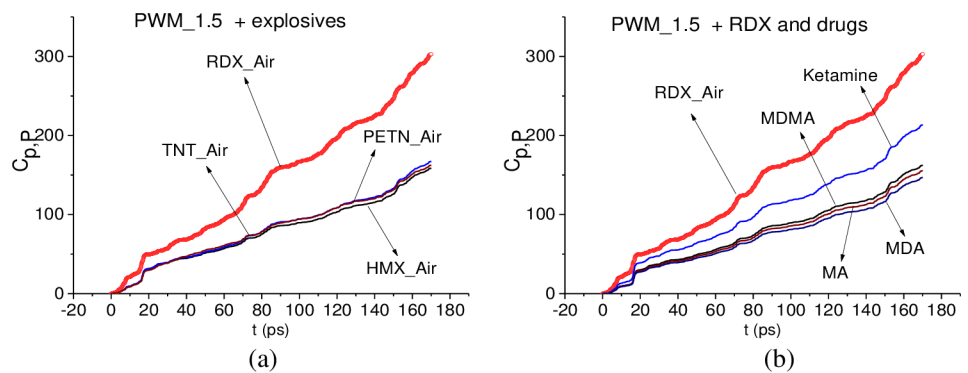 PWM_1.5 + explosives
300
200
100
0
C_p,P
RDX_Air
TNT_Air
PETN_Air
HMX_Air
-20 0 20 40 60 80 100 120 140 160 180
t (ps)
(a)
PWM_1.5 + RDX and drugs
300
200
100
0
C_p,P
RDX_Air
MDMA
Ketamine
MA
MDA
-20 0 20 40 60 80 100 120 140 160 180
t (ps)
(b)